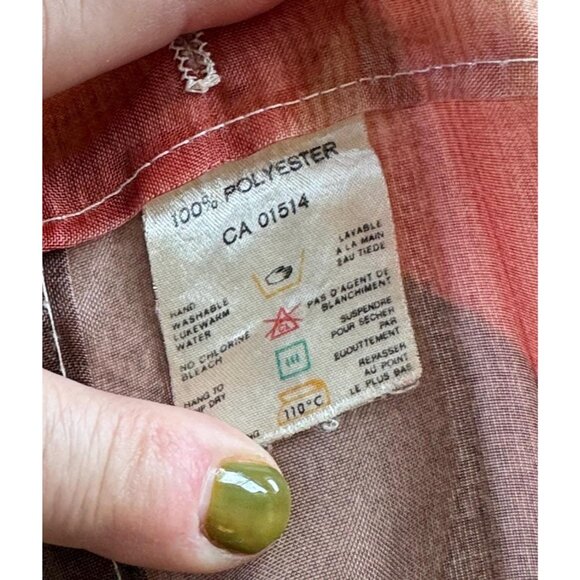 100% POLYESTER
CA 01514
HAND
WASHABLE
LUKEWARM
WATER
LAVABLE
A LA MAIN
EAU TIEDE
NO CHLORINE
BLEACH
CL
PAS D'AGENT DE
BLANCHIMENT
HANG TO
DRY
SUSPENDRE
POUR SECHER
PAR
EGOUTTEMENT
110°C
REPASSER
AU POINT
LE PLUS BAS